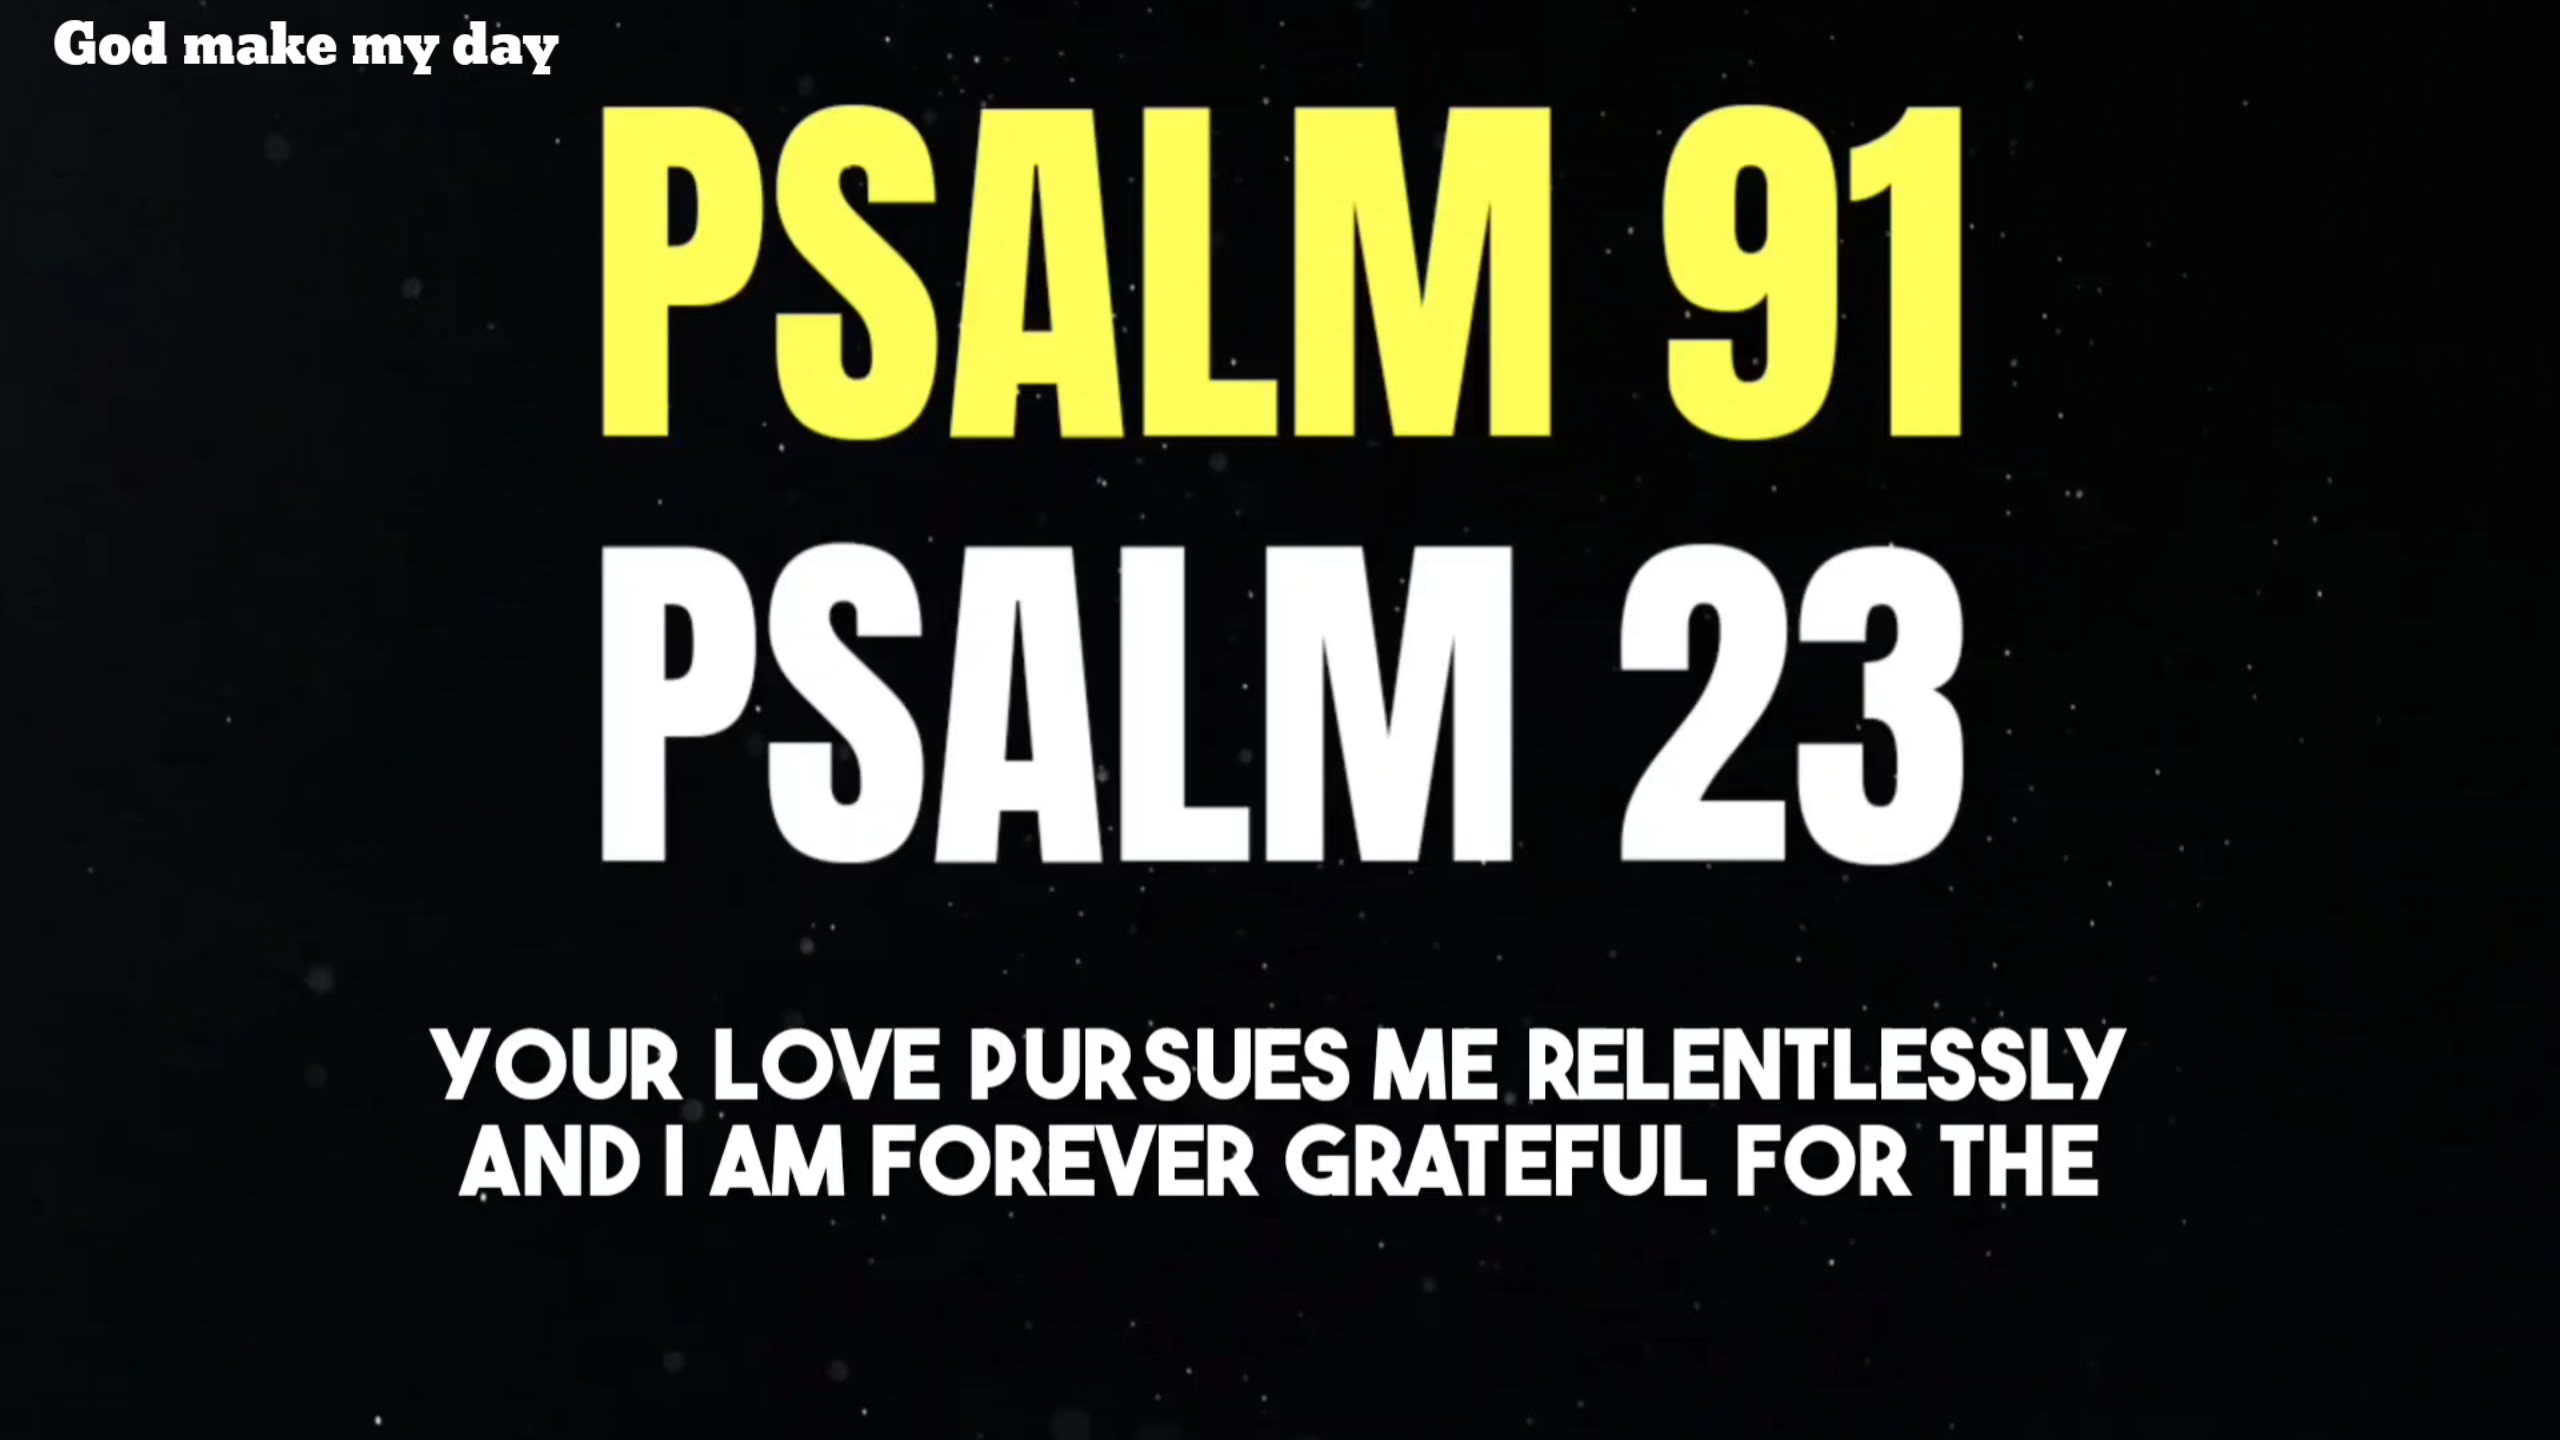 God make my day
PSALM 91
PSALM 23
YOUR LOVE PURSUES ME RELENTLESSLY
AND I AM FOREVER GRATEFUL FOR THE